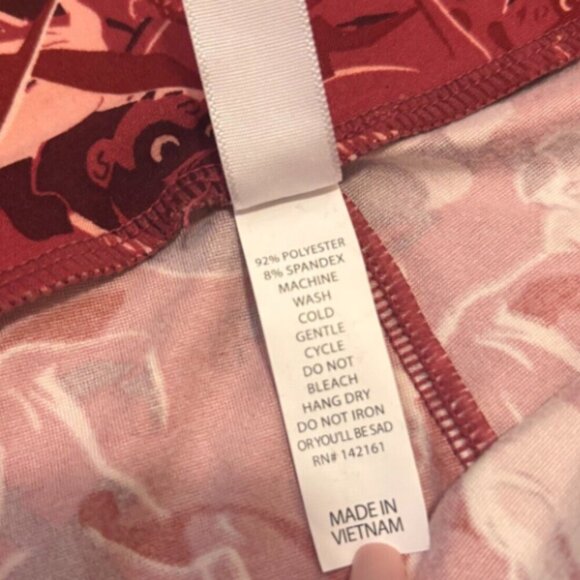 92% POLYESTER
8% SPANDEX
MACHINE
WASH
COLD
GENTLE
CYCLE
DO NOT
BLEACH
HANG DRY
DO NOT IRON
OR YOU'LL BE SAD
RN# 142161
MADE IN
VIETNAM